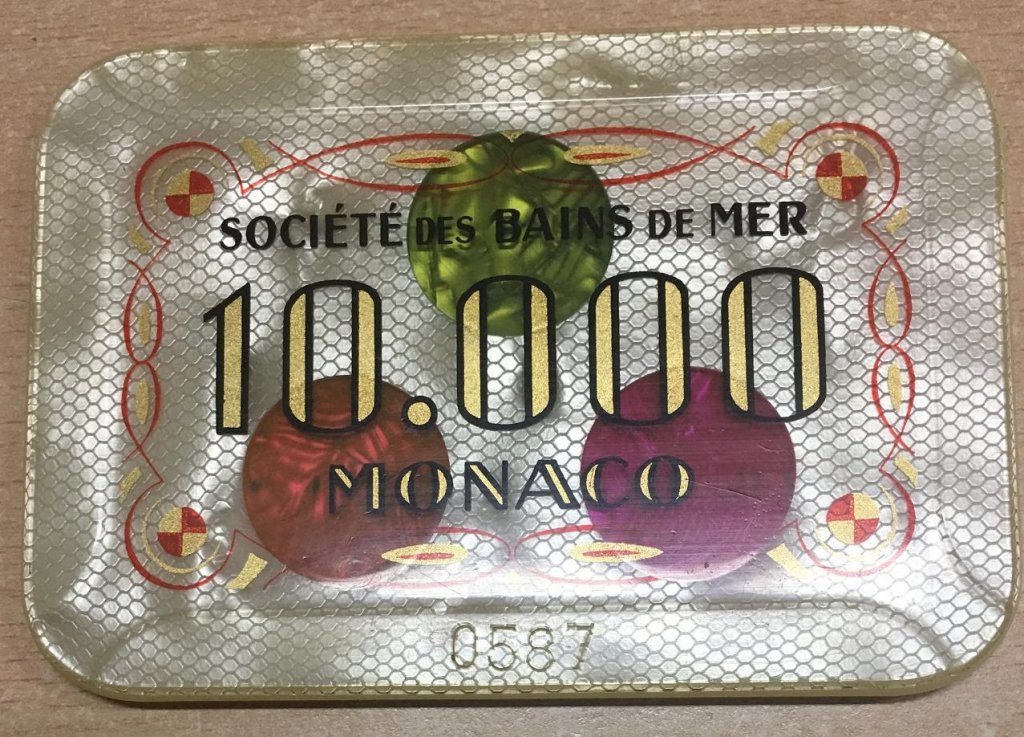 SOCIÉTÉ DES BAINS DE MER
10.000
MONACO
0587